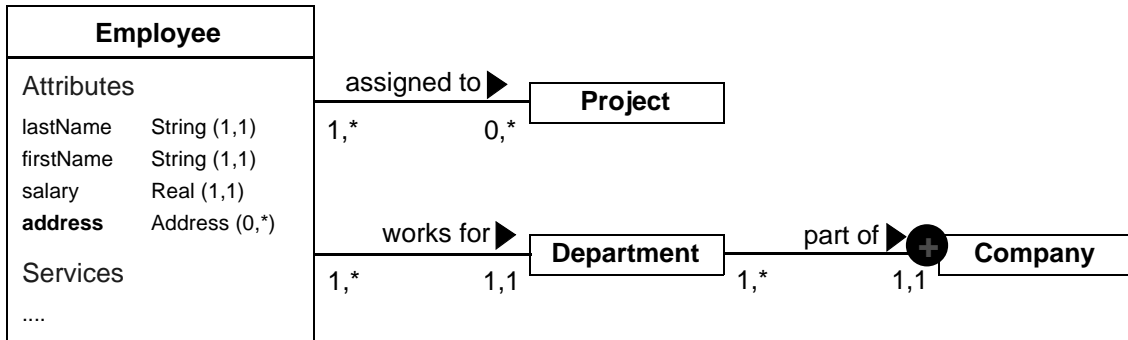 Employee
Attributes
lastName String (1,1)
firstName String (1,1)
salary Real (1,1)
address Address (0,*)
Services
....
assigned to
1,* 0,*
Project
works for
1,* 1,1
Department
part of
1,* 1,1
+
Company